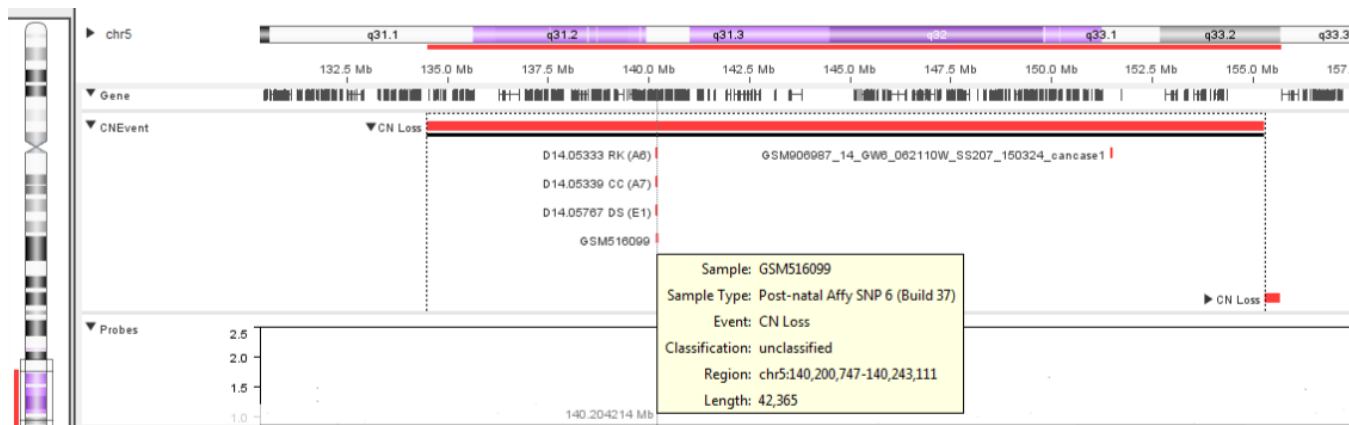 chr5
q31.1 q31.2 q31.3 q32 q33.1 q33.2 q33.3
132.5 Mb 135.0 Mb 137.5 Mb 140.0 Mb 142.5 Mb 145.0 Mb 147.5 Mb 150.0 Mb 152.5 Mb 155.0 Mb 157.
Gene
CNEvent CN Loss
D14.05333 RK (A6) GSM906987_14_GW6_062110W_SS207_150324_cancase1
D14.05339 CC (A7)
D14.05767 DS (E1)
GSM516099
Sample: GSM516099
Sample Type: Post-natal Affy SNP 6 (Build 37)
CN Loss
Event: CN Loss
Classification: unclassified
Region: chr5:140,200,747-140,243,111
Length: 42,365
Probes
2.5
2.0
1.5
1.0
140.204214 Mb